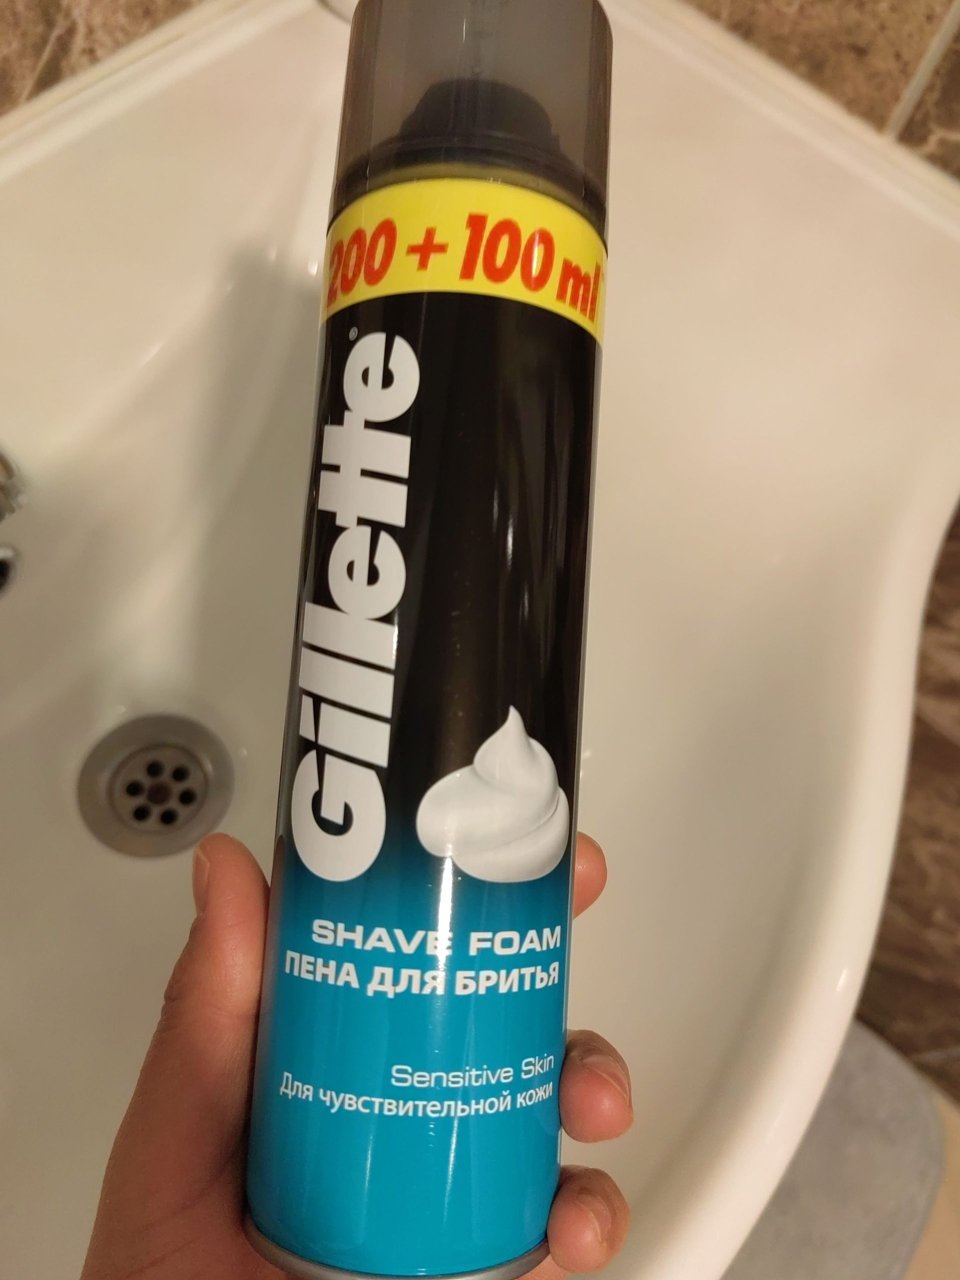 200 + 100 ml
Gillette®
SHAVE FOAM
ПЕНА ДЛЯ БРИТЬЯ
Sensitive Skin
Для чувствительной кожи